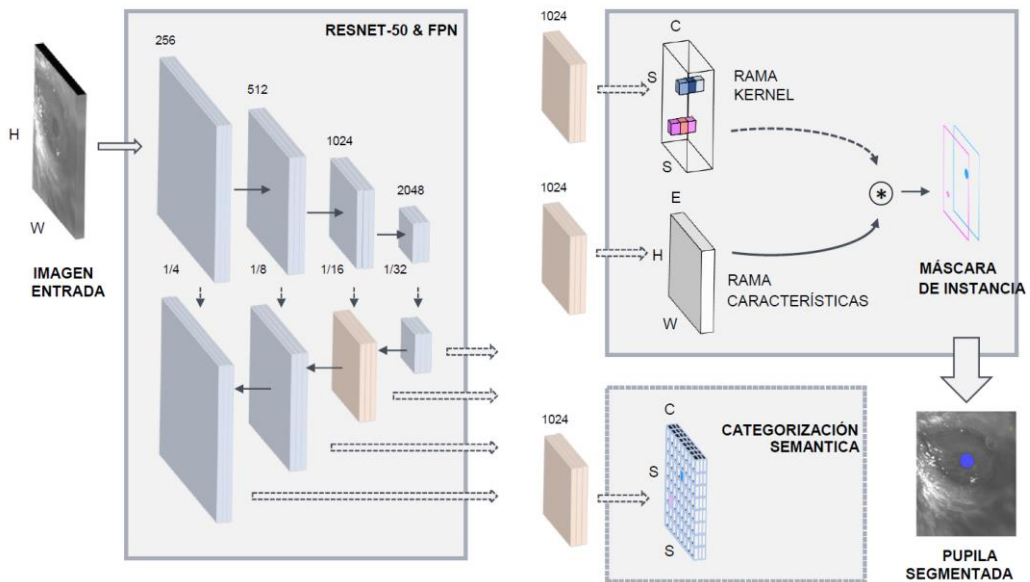 RESNET-50 & FPN
256
512
1024
2048
H
W
IMAGEN
ENTRADA
1/4
1/8
1/16
1/32
1024
C
S
S
RAMA
KERNEL
1024
E
H
W
RAMA
CARACTERÍSTICAS
*
MÁSCARA
DE INSTANCIA
1024
C
S
S
CATEGORIZACIÓN
SEMANTICA
PUPILA
SEGMENTADA